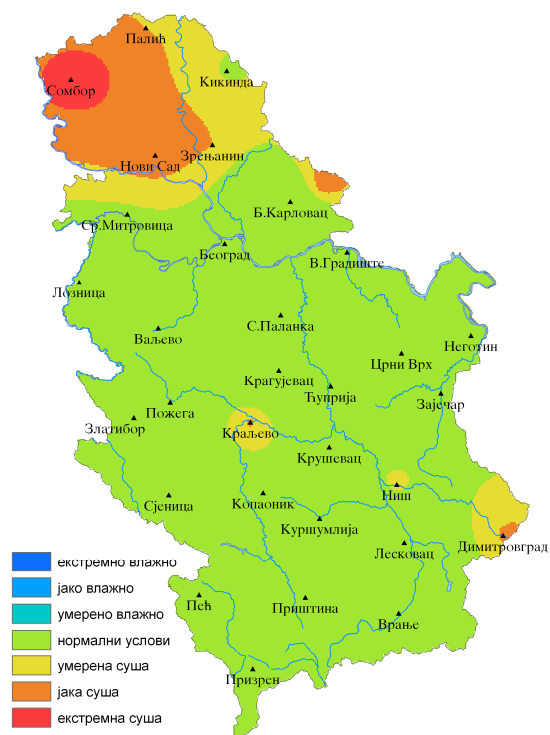 Палић
Сомбор
Кикинда
Зрењанин
Нови Сад
Б.Карловац
Ср.Митровица
Београд
В.Градиште
Лозница
С.Паланка
Ваљево
Неготин
Црни Врх
Крагујевац
Ћуприја
Зајечар
Пожега
Златибор
Краљево
Крушевац
Сјеница
Копаоник
Ниш
Куршумлија
Димитровград
Лесковац
екстремно влажно
јако влажно
Пећ
Приштина
умерено влажно
Врање
нормални услови
умерена суша
Призрен
јака суша
екстремна суша